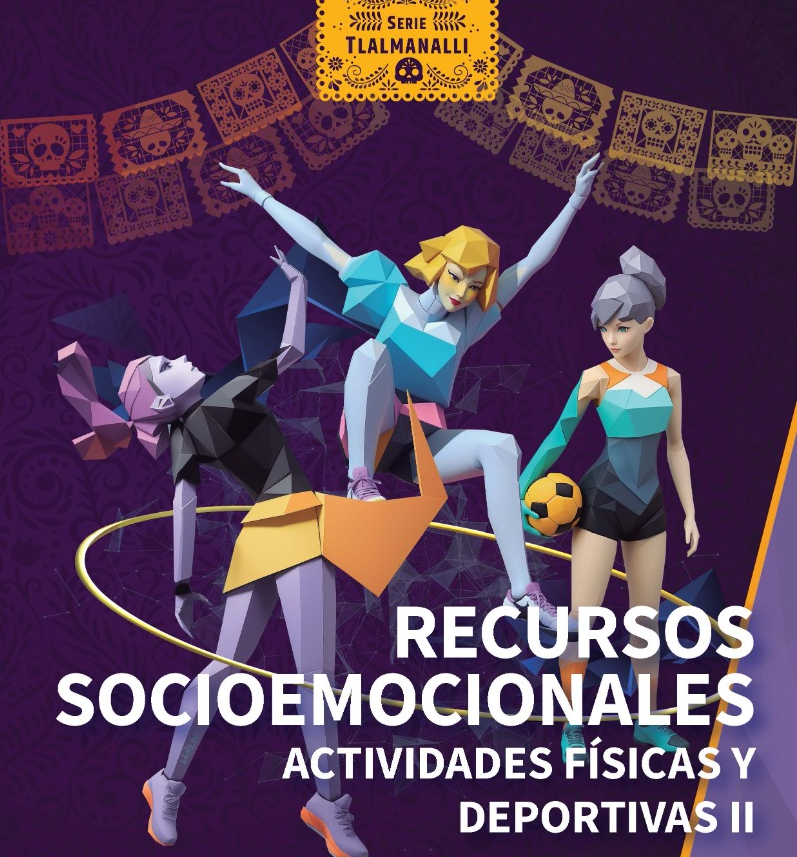 SERIE
TLALMANALLI
RECURSOS
SOCIOEMOCIONALES
ACTIVIDADES FÍSICAS Y
DEPORTIVAS II